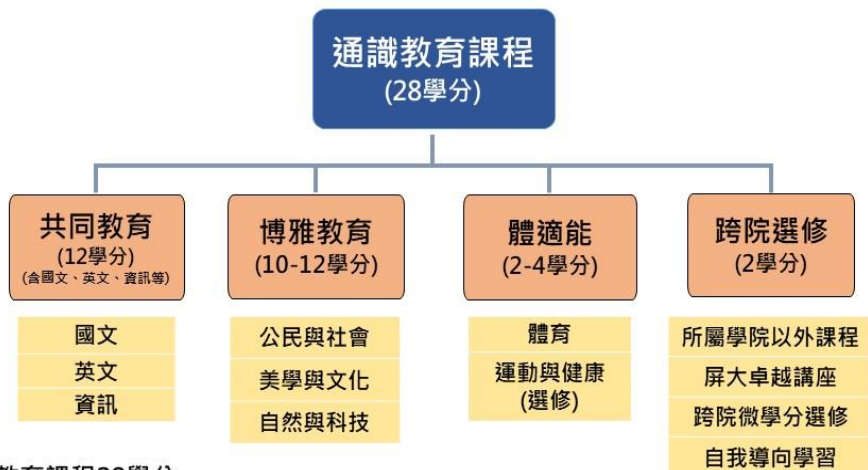 通識教育課程
(28學分)
共同教育
(12學分)
(含國文、英文、資訊等)
國文
英文
資訊
博雅教育
(10-12學分)
公民與社會
美學與文化
自然與科技
體適能
(2-4學分)
體育
運動與健康
(選修)
跨院選修
(2學分)
所屬學院以外課程
屏大卓越講座
跨院微學分選修
自我導向學習